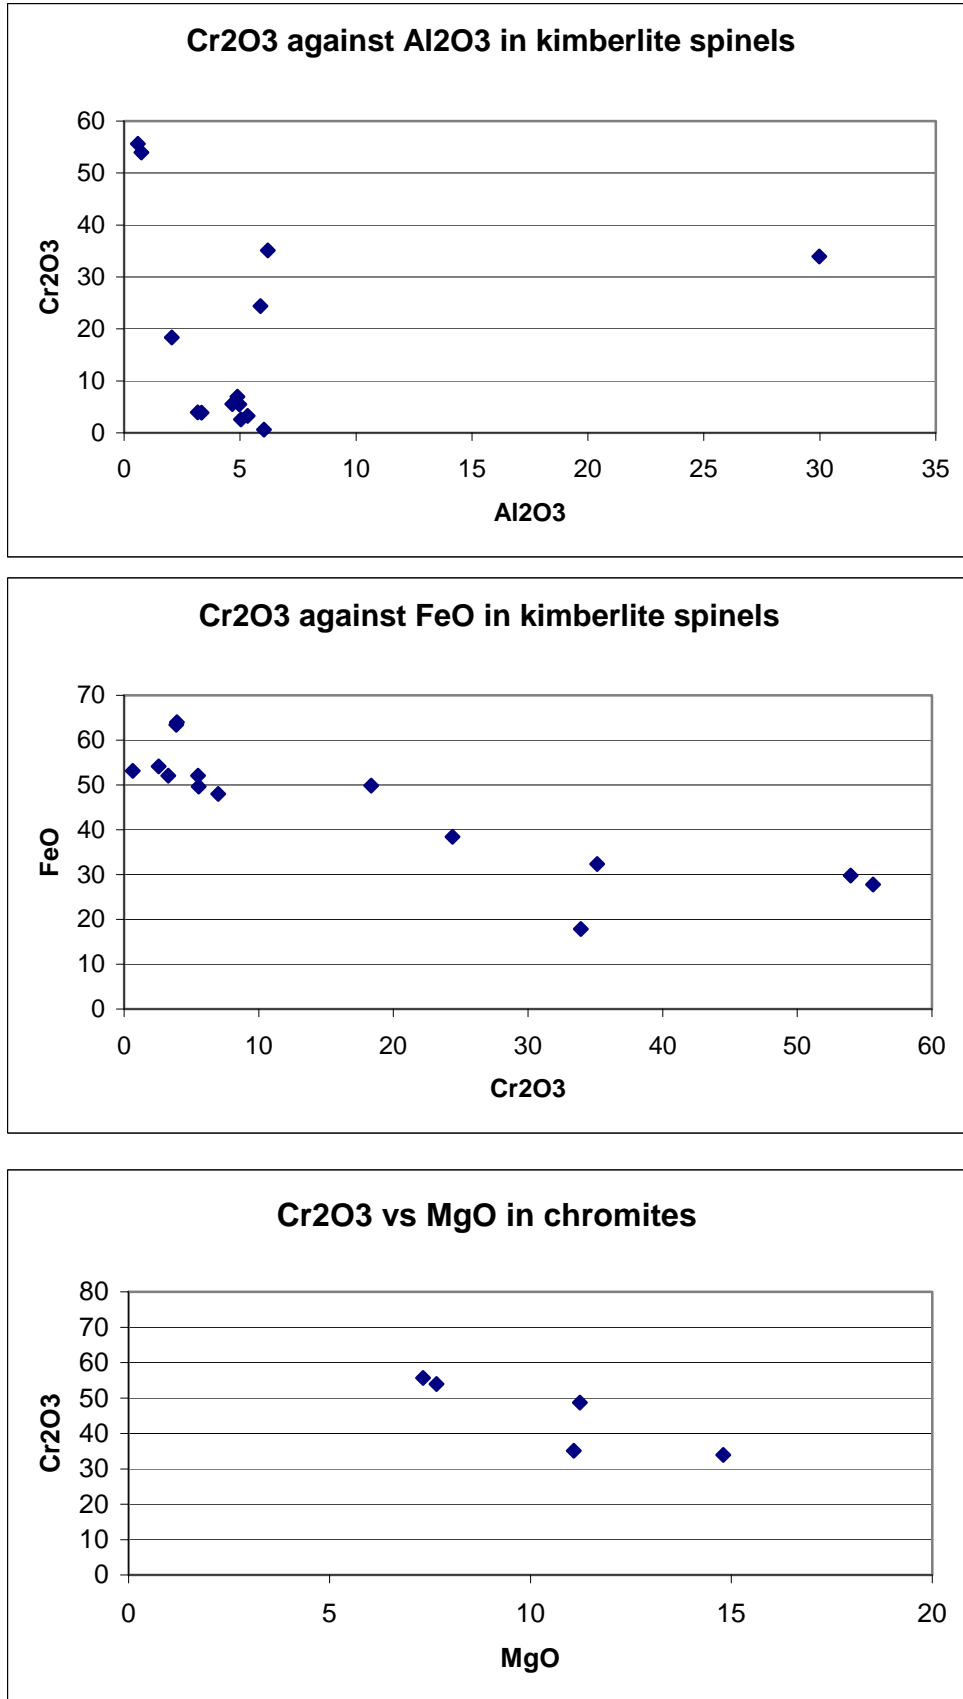 Cr2O3 against Al2O3 in kimberlite spinels
60
50
40
30
20
10
0
Cr2O3
0 5 10 15 20 25 30 35
Al2O3
Cr2O3 against FeO in kimberlite spinels
70
60
50
40
30
20
10
0
FeO
0 10 20 30 40 50 60
Cr2O3
Cr2O3 vs MgO in chromites
80
70
60
50
40
30
20
10
0
Cr2O3
0 5 10 15 20
MgO